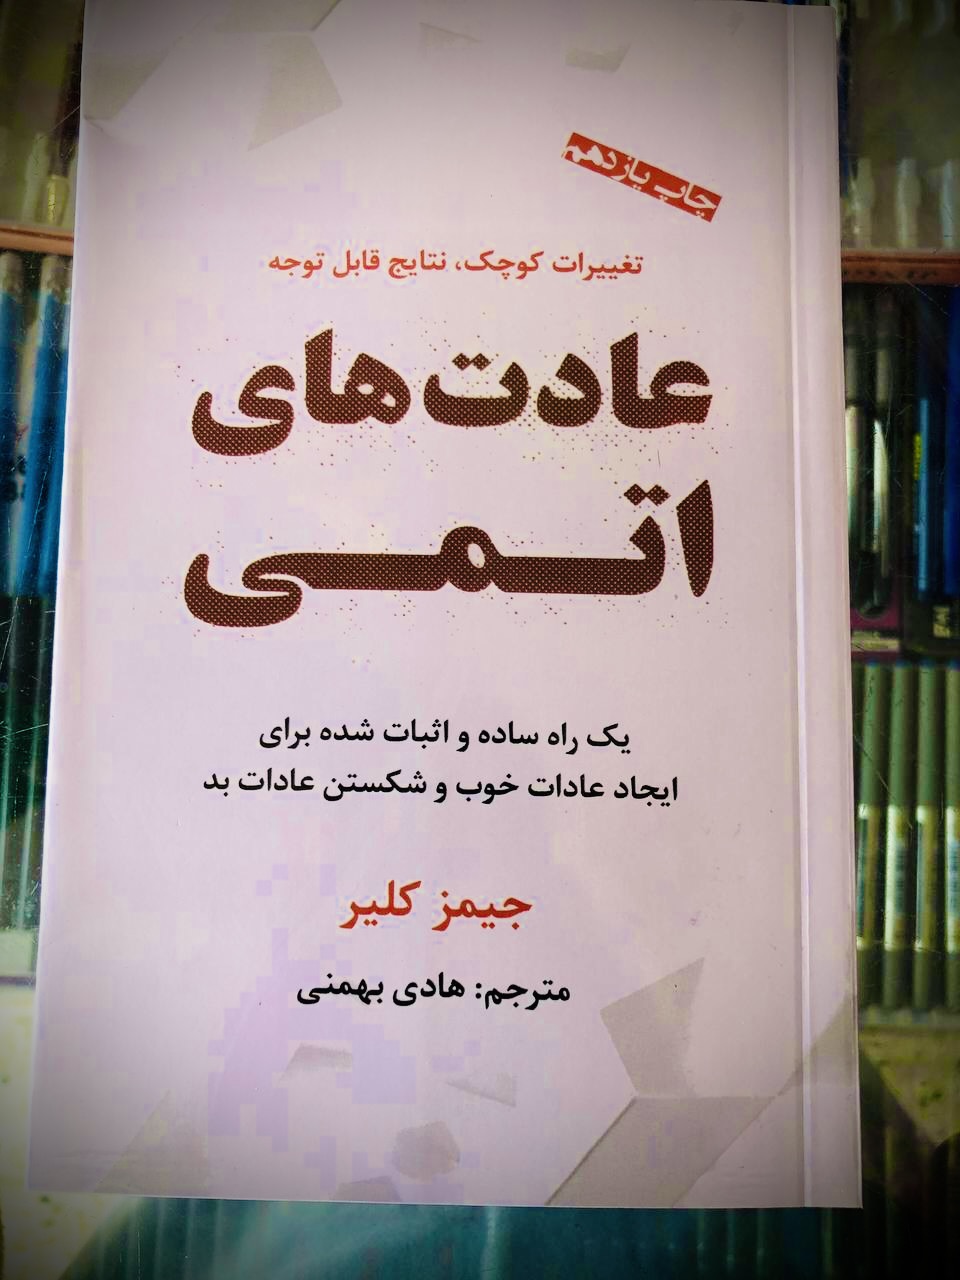 چاپ یازدهم
تغییرات کوچک، نتایج قابل توجه
عادت‌های
اتمی
یک راه ساده و اثبات شده برای
ایجاد عادات خوب و شکستن عادات بد
جیمز کلیر
مترجم: هادی بهمنی